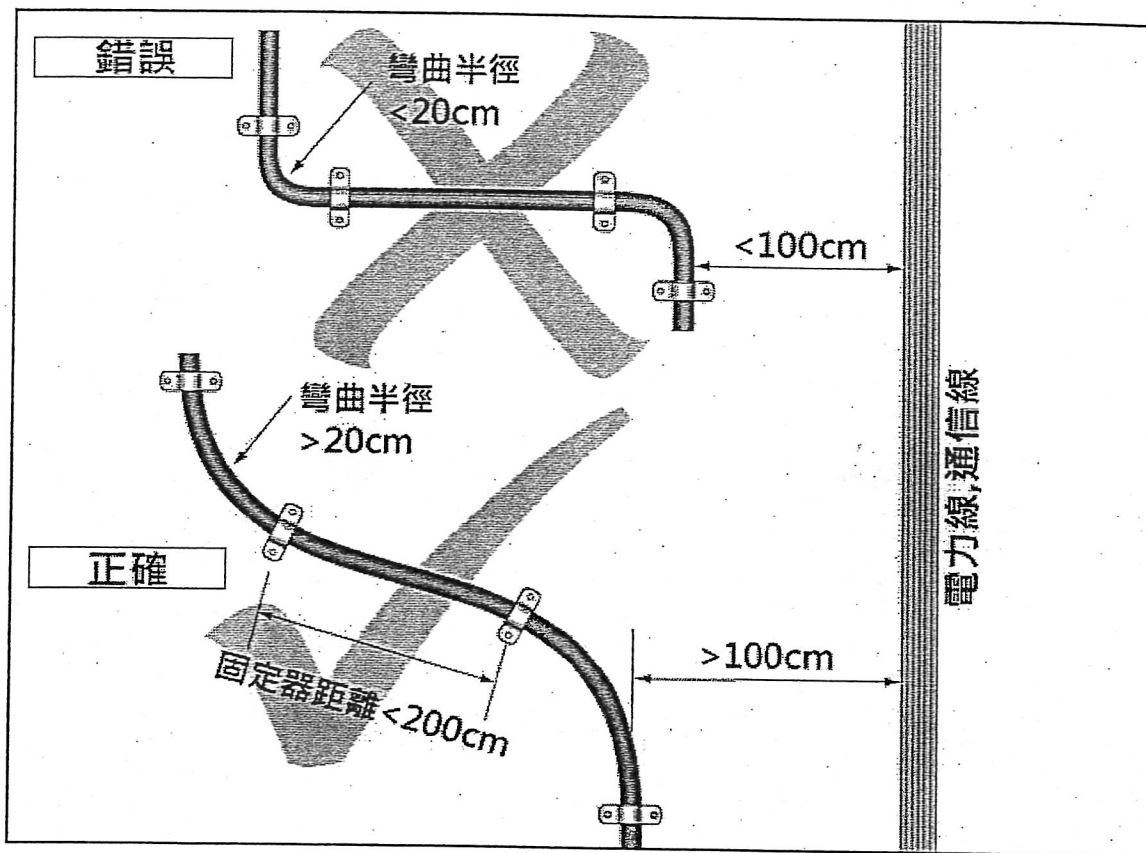 錯誤
彎曲半徑
<20cm
<100cm
彎曲半徑
>20cm
正確
固定器距離<200cm
>100cm
電力線,通信線